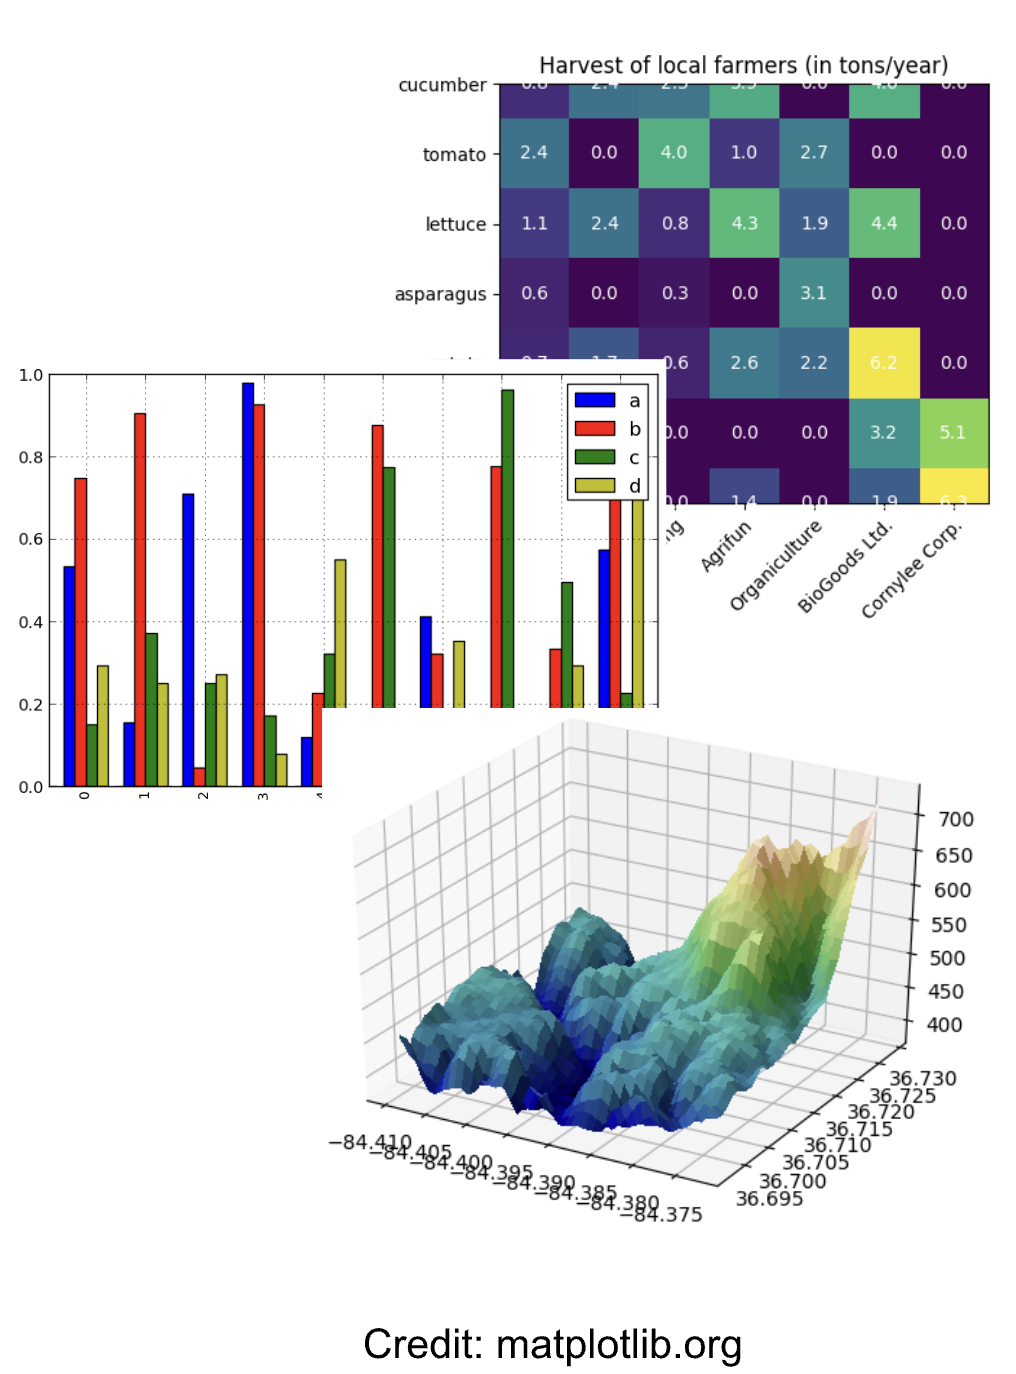 Harvest of local farmers (in tons/year)
cucumber
tomato 2.4 0.0 4.0 1.0 2.7 0.0 0.0
lettuce 1.1 2.4 0.8 4.3 1.9 4.4 0.0
asparagus 0.6 0.0 0.3 0.0 3.1 0.0 0.0
2.6 2.2 6.2 0.0
0.0 0.0 3.2 5.1
1.4 0.0 1.9 6.3
Agrifun
Organiculture
BioGoods Ltd.
Cornylee Corp.
1.0
0.8
0.6
0.4
0.2
0.0
a
b
c
d
0 1 2 3 4
700
650
600
550
500
450
400
−84.410
−84.405
−84.400
−84.395
−84.390
−84.385
−84.380
−84.375
36.730
36.725
36.720
36.715
36.710
36.705
36.700
36.695
Credit: matplotlib.org